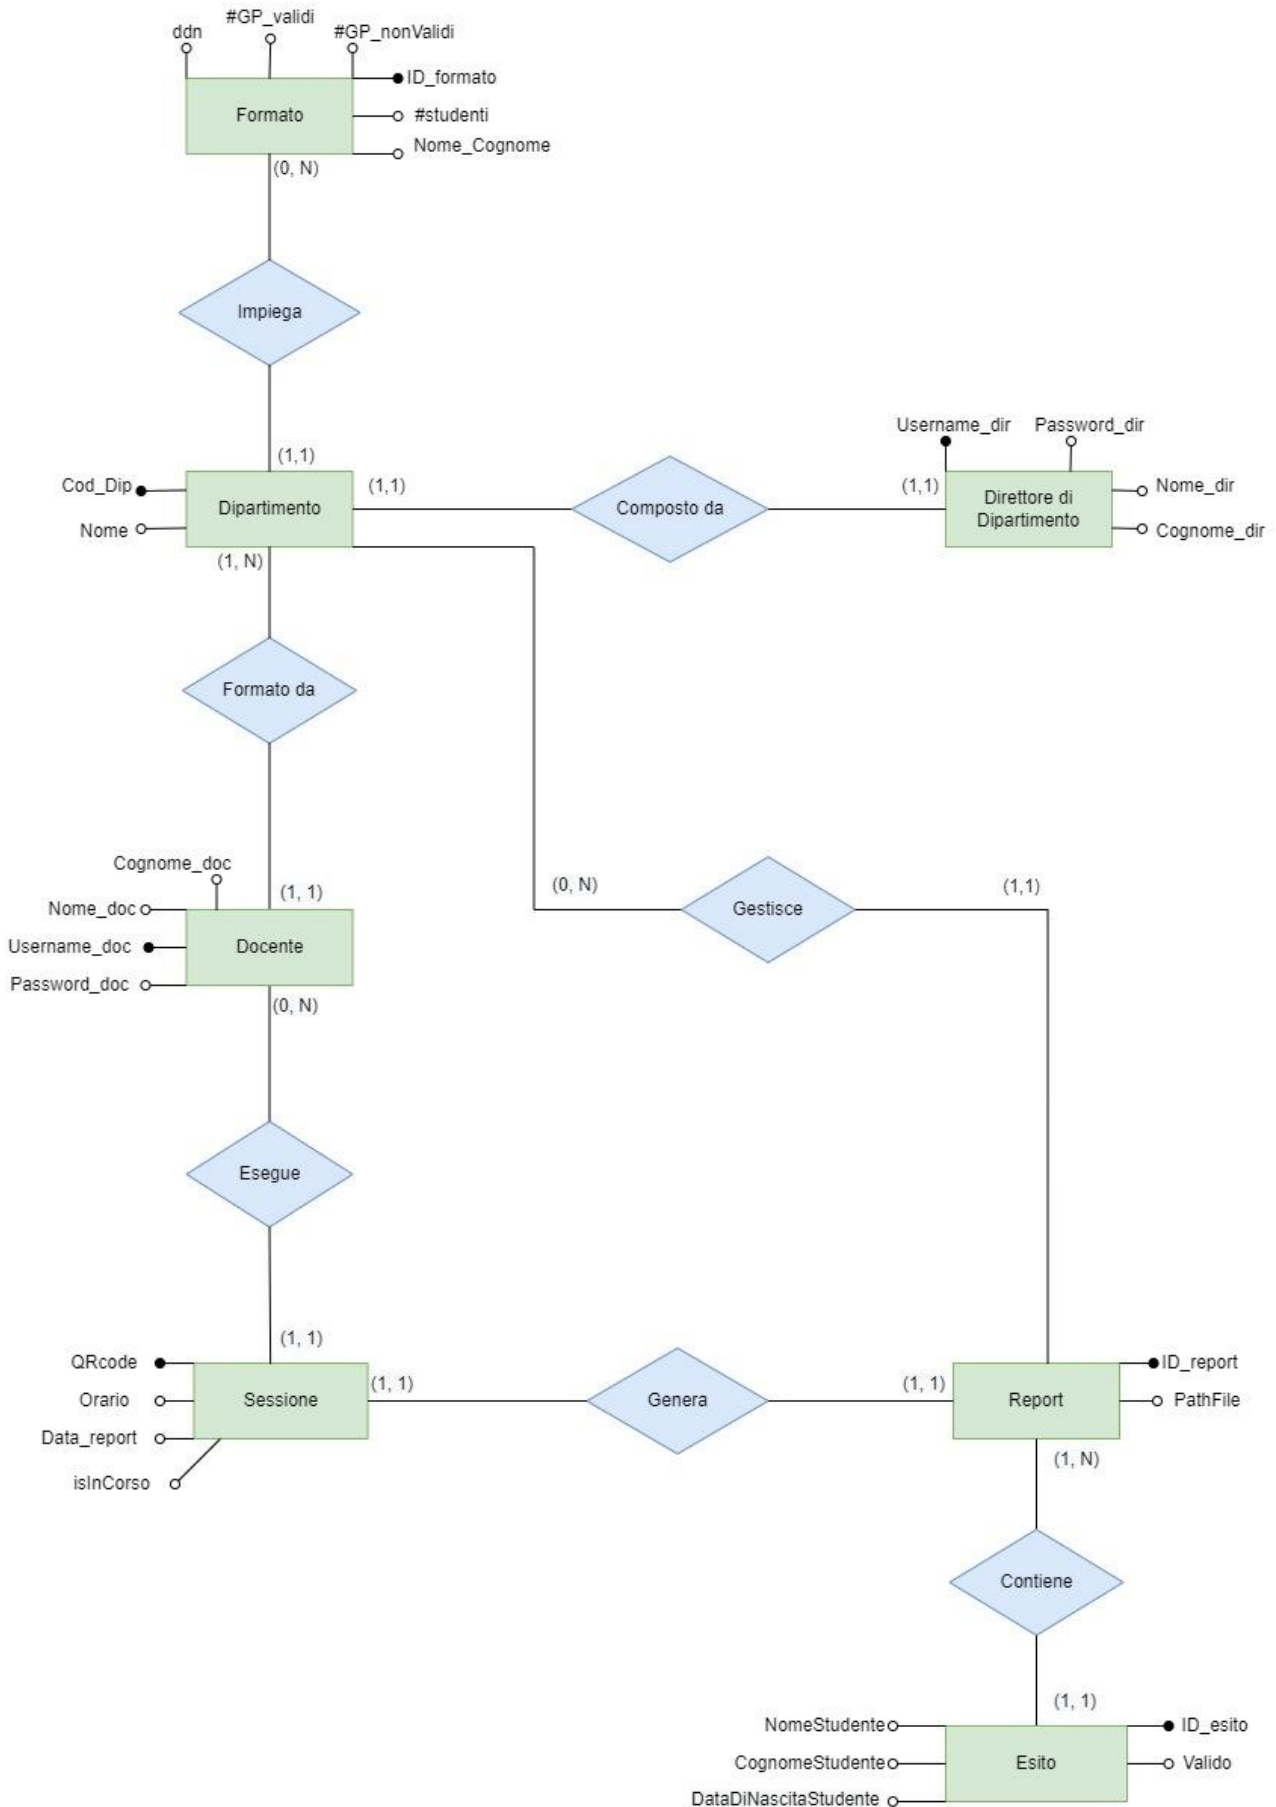 #GP_validi
ddn
#GP_nonValidi
ID_formato
Formato
#studenti
Nome_Cognome
(0, N)
Impiega
Username_dir
Password_dir
(1,1)
Cod_Dip
(1,1)
(1,1)
Nome_dir
Dipartimento
Composto da
Direttore di
Dipartimento
Nome
Cognome_dir
(1, N)
Formato da
Cognome_doc
(1, 1)
(0, N)
(1,1)
Nome_doc
Gestisce
Username_doc
Docente
Password_doc
(0, N)
Esegue
(1, 1)
QRcode
ID_report
(1, 1)
(1, 1)
Orario
Sessione
Genera
Report
PathFile
Data_report
(1, N)
isInCorso
Contiene
(1, 1)
NomeStudente
ID_esito
CognomeStudente
Esito
Valido
DataDiNascitaStudente